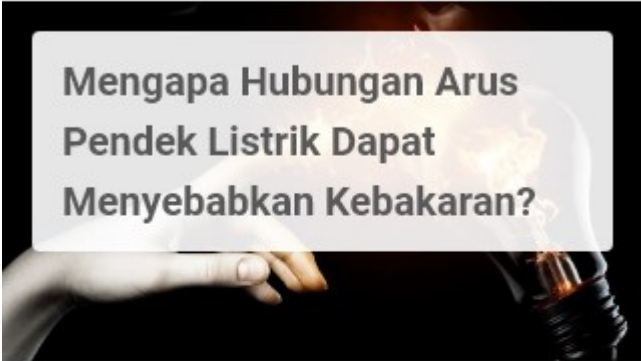 Mengapa Hubungan Arus
Pendek Listrik Dapat
Menyebabkan Kebakaran?